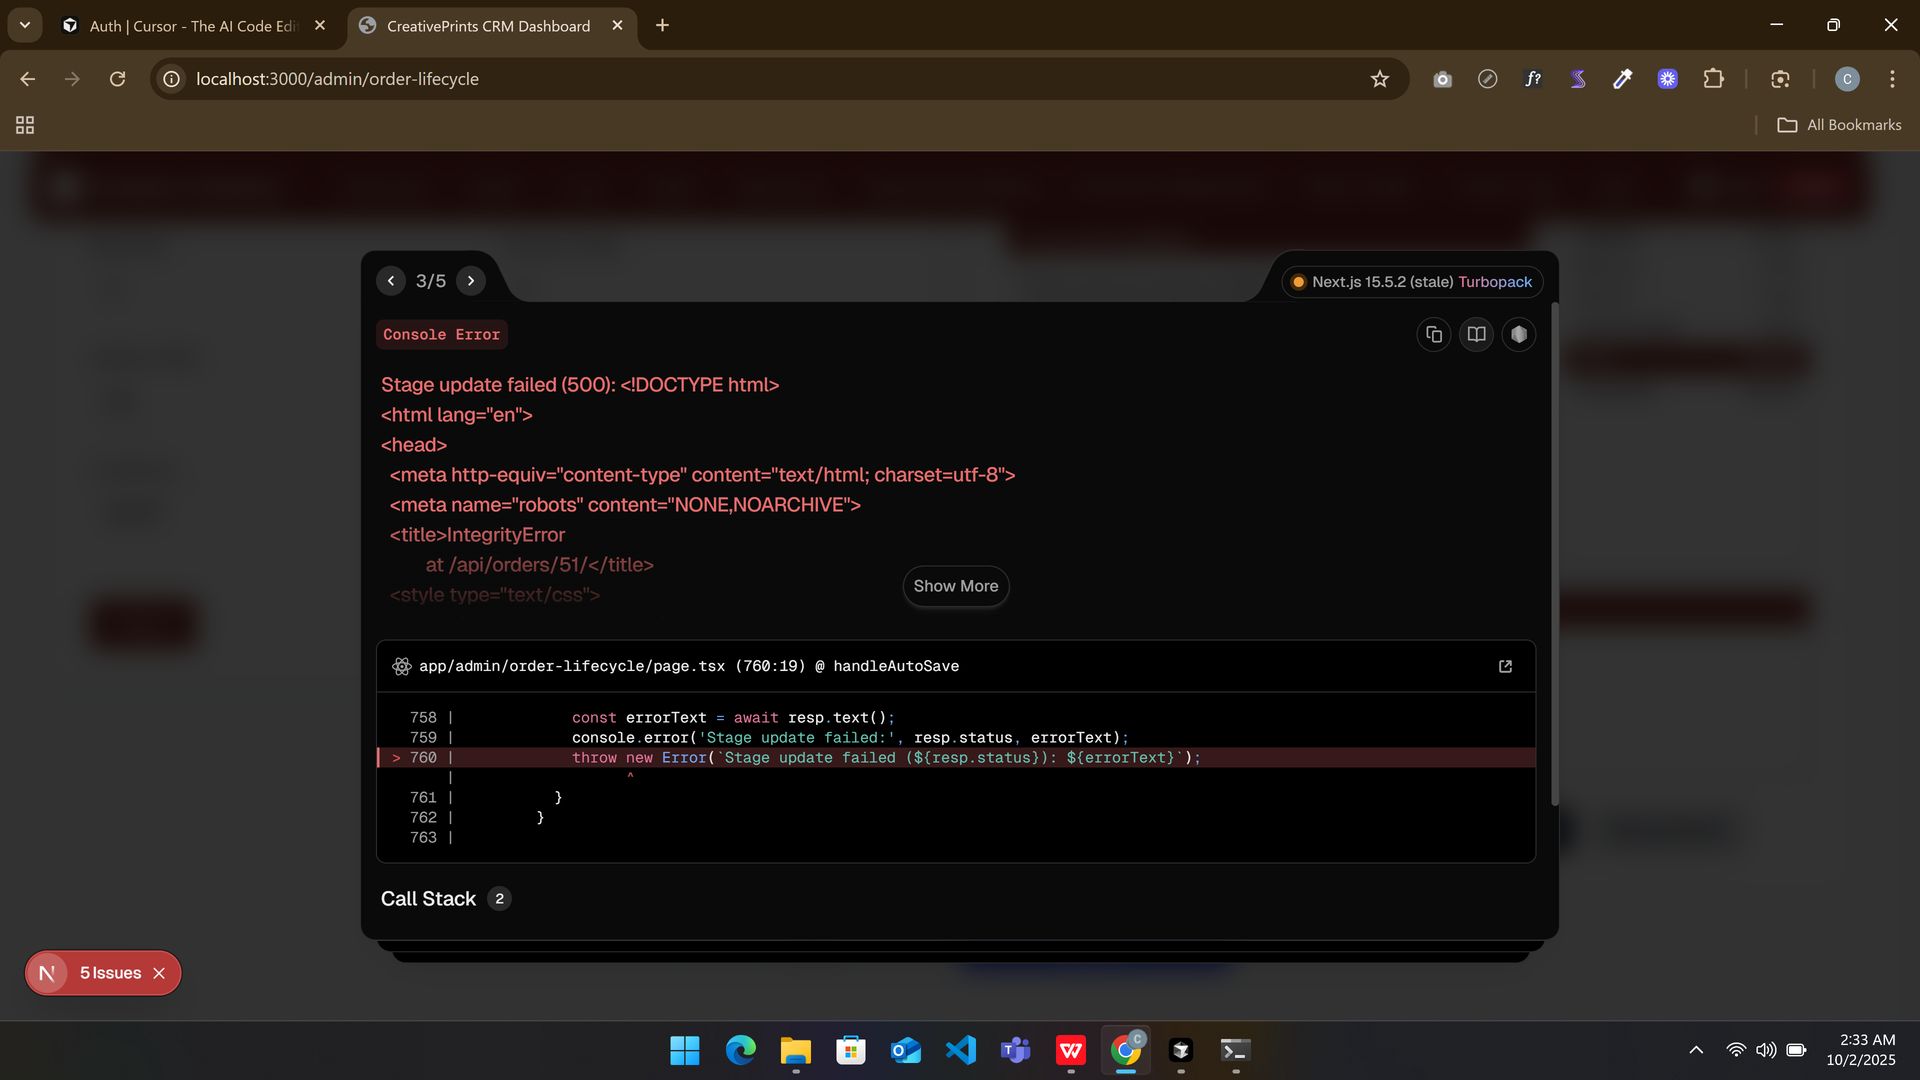 Auth | Cursor - The AI Code Edi
CreativePrints CRM Dashboard
localhost:3000/admin/order-lifecycle
f?
C
All Bookmarks
3/5
Next.js 15.5.2 (stale) Turbopack
Console Error
Stage update failed (500): <!DOCTYPE html>
<html lang="en">
<head>
<meta http-equiv="content-type" content="text/html; charset=utf-8">
<meta name="robots" content="NONE,NOARCHIVE">
<title>IntegrityError
at /api/orders/51/</title>
<style type="text/css">
Show More
app/admin/order-lifecycle/page.tsx (760:19) @ handleAutoSave
758 | const errorText = await resp.text();
759 | console.error('Stage update failed:', resp.status, errorText);
> 760 | throw new Error(`Stage update failed (${resp.status}): ${errorText}`);
| ^
761 | }
762 | }
763 |
Call Stack 2
N 5 Issues
2:33 AM
10/2/2025